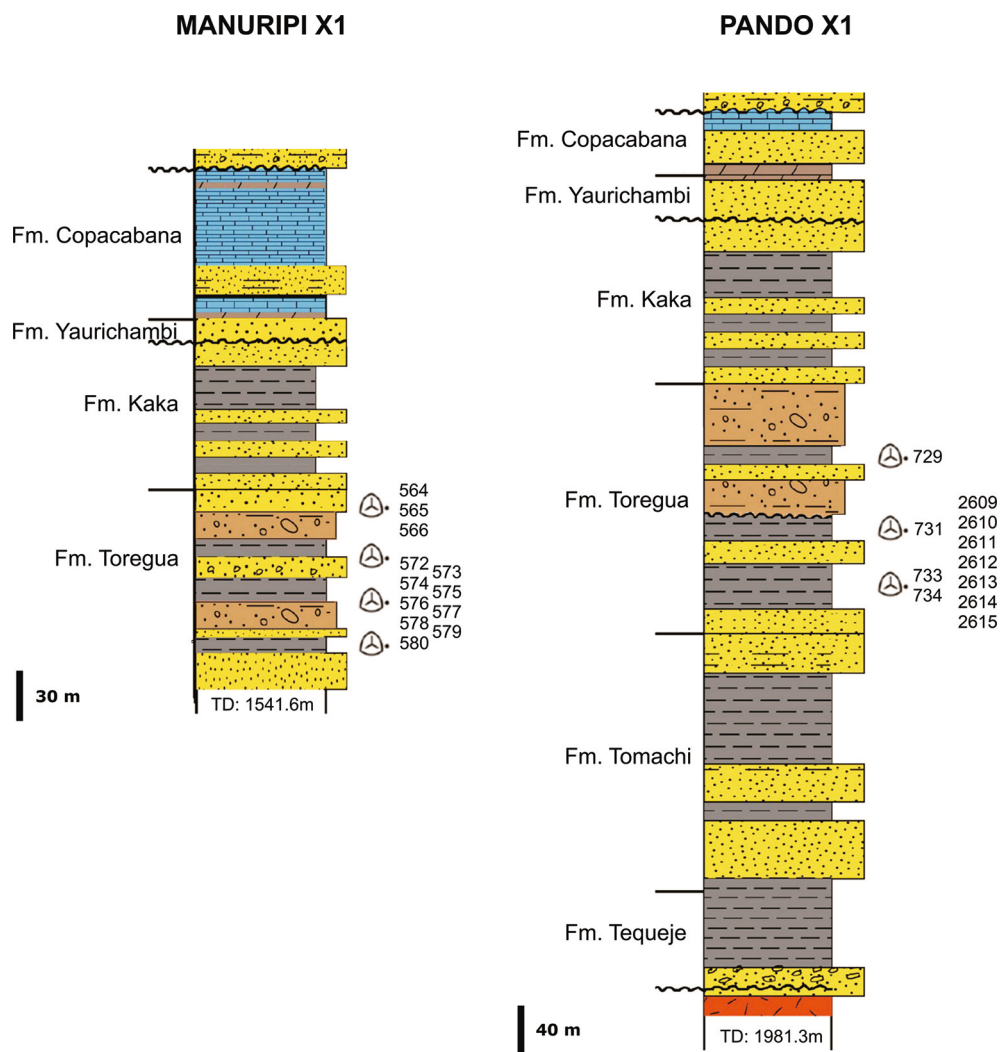 MANURIPI X1
Fm. Copacabana
Fm. Yaurichambi
Fm. Kaka
Fm. Toregua
564
565
566
572 573
574 575
576 577
578 579
580
30 m
TD: 1541.6m
PANDO X1
Fm. Copacabana
Fm. Yaurichambi
Fm. Kaka
Fm. Toregua
729
731
733
734
2609
2610
2611
2612
2613
2614
2615
Fm. Tomachi
Fm. Tequeje
40 m
TD: 1981.3m